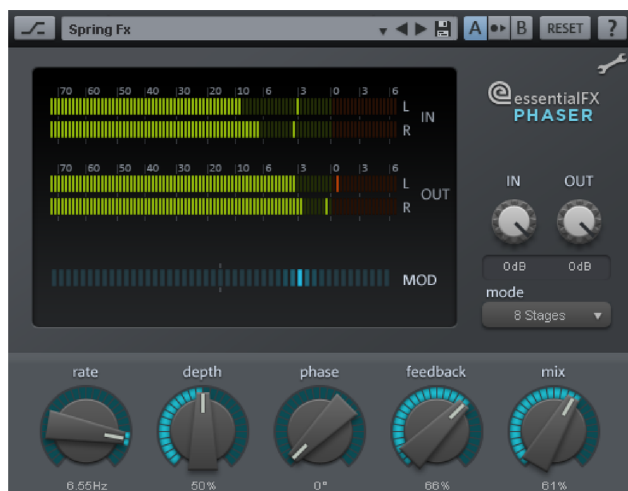 Spring Fx A B RESET ?
essentialFX
PHASER
70 60 50 40 30 20 10 6 3 0 3 6
L
IN
R
70 60 50 40 30 20 10 6 3 0 3 6
L
OUT
R
MOD
IN OUT
0dB 0dB
mode
8 Stages
rate depth phase feedback mix
6.55Hz 50% 0° 66% 61%